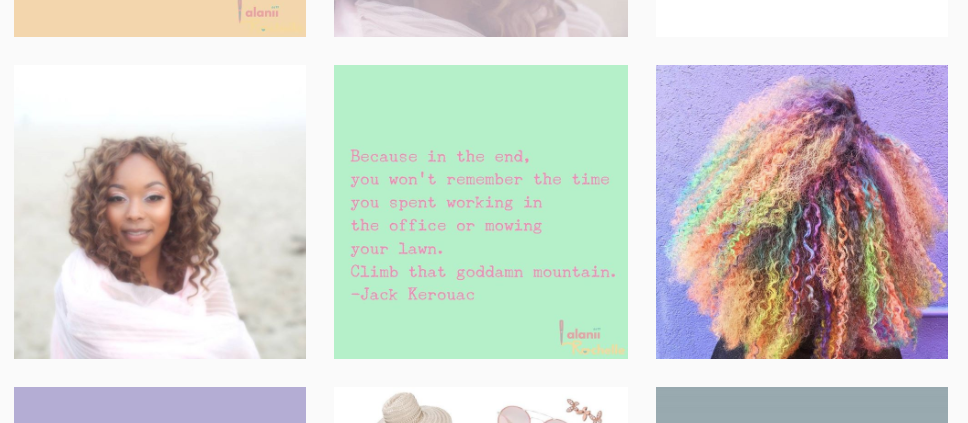 alanii
Because in the end,
you won't remember the time
you spent working in
the office or mowing
your lawn.
Climb that goddamn mountain.
-Jack Kerouac
alanii